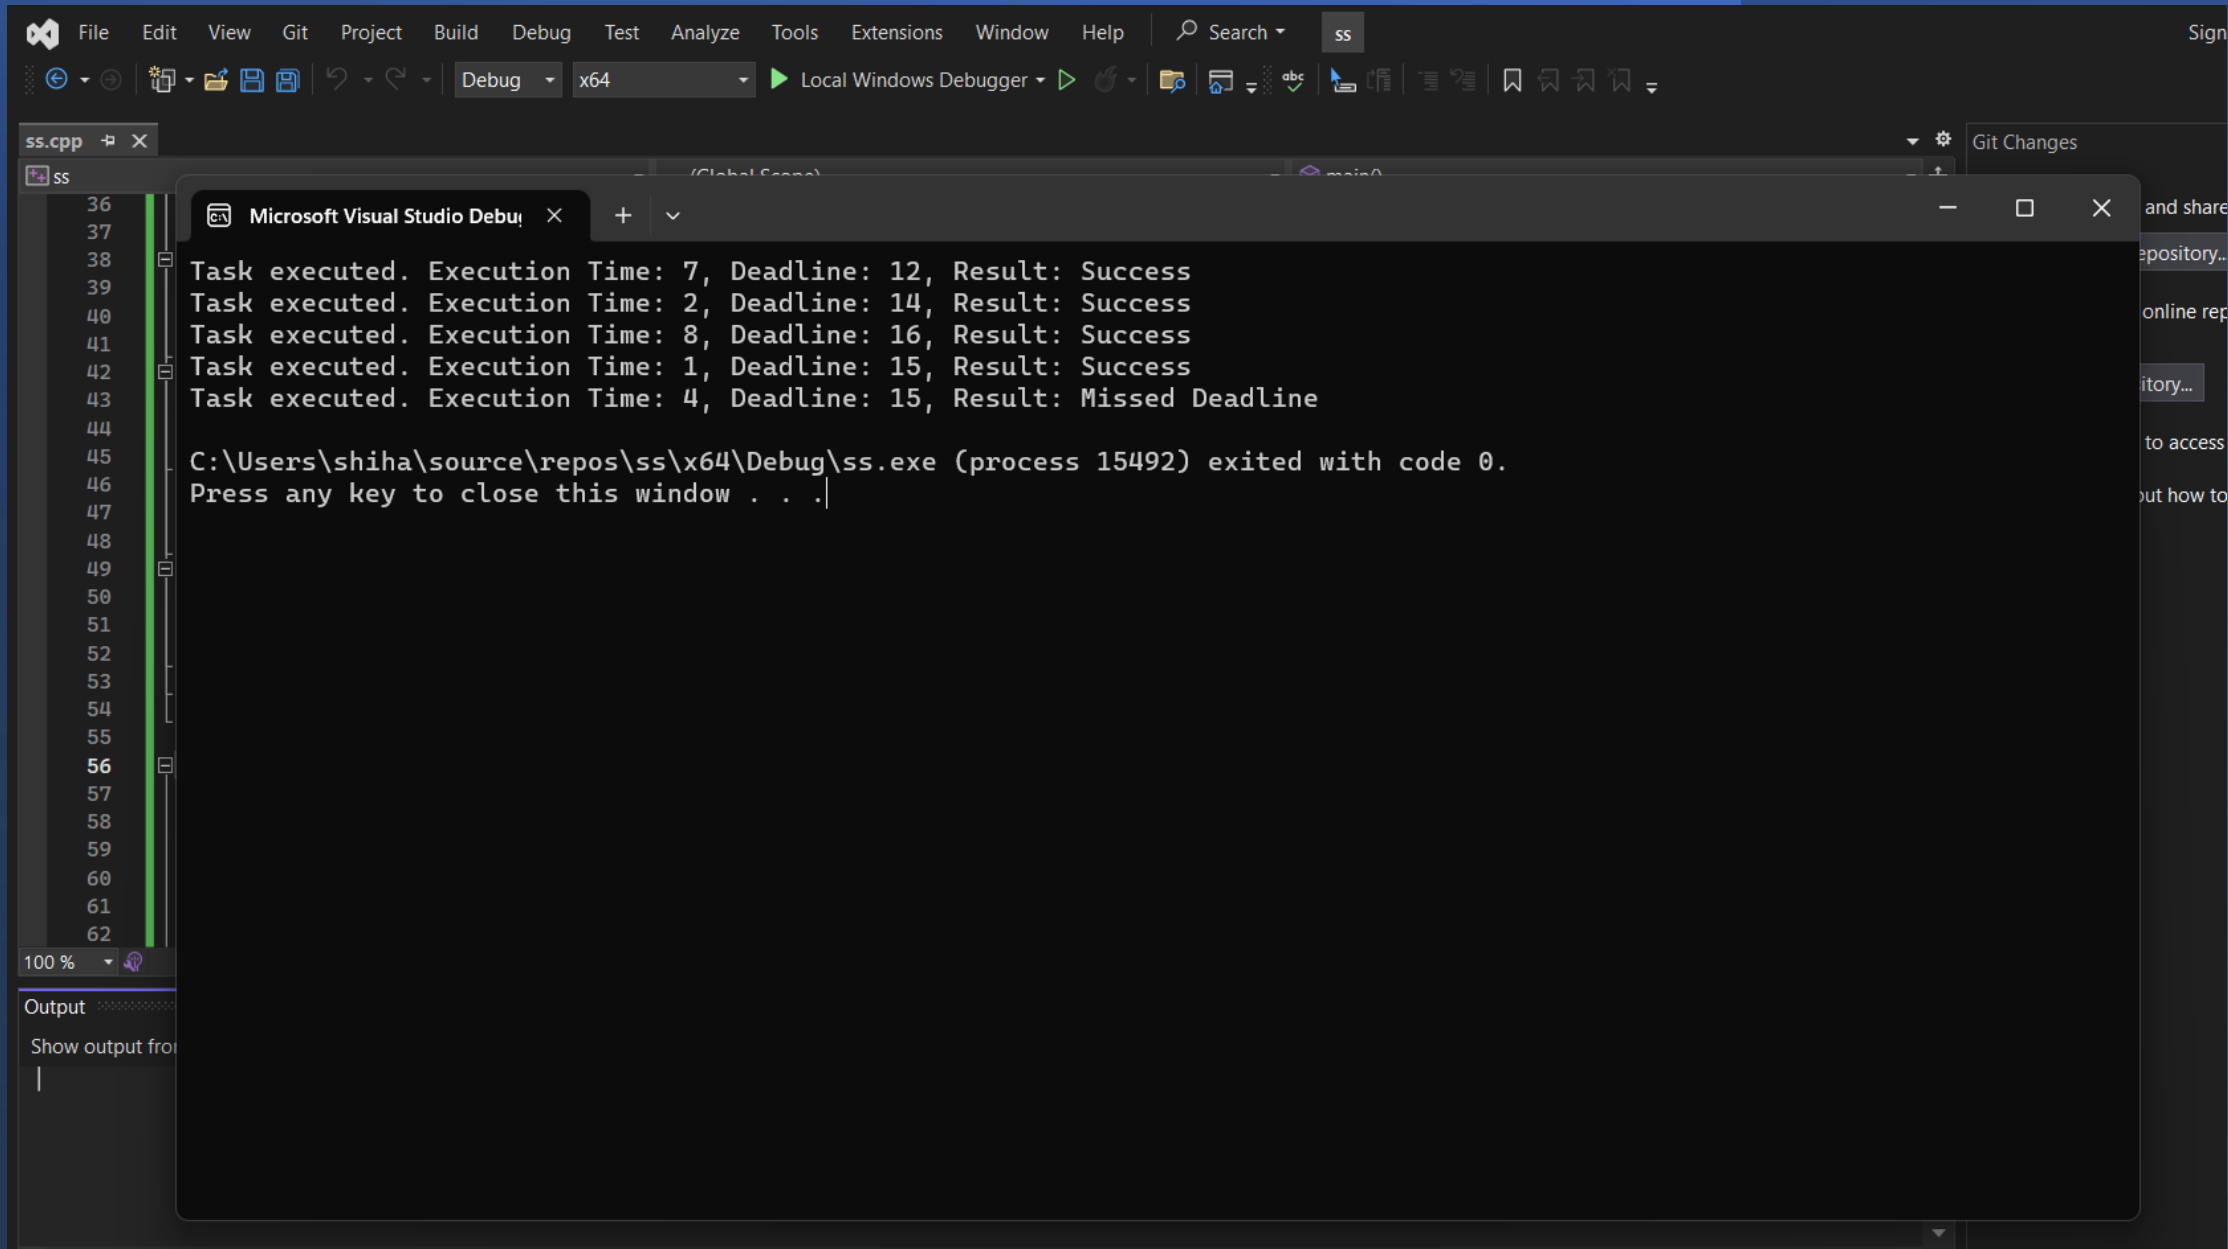 File Edit View Git Project Build Debug Test Analyze Tools Extensions Window Help Search ss Sign
Debug x64 Local Windows Debugger
ss.cpp Git Changes
ss (Global Scope) main()
36
37
38
39
40
41
42
43
44
45
46
47
48
49
50
51
52
53
54
55
56
57
58
59
60
61
62
Microsoft Visual Studio Debu
Task executed. Execution Time: 7, Deadline: 12, Result: Success
Task executed. Execution Time: 2, Deadline: 14, Result: Success
Task executed. Execution Time: 8, Deadline: 16, Result: Success
Task executed. Execution Time: 1, Deadline: 15, Result: Success
Task executed. Execution Time: 4, Deadline: 15, Result: Missed Deadline
C:\Users\shiha\source\repos\ss\x64\Debug\ss.exe (process 15492) exited with code 0.
Press any key to close this window . . .
and share
epository...
online rep
itory...
to access
out how to
100 %
Output
Show output from